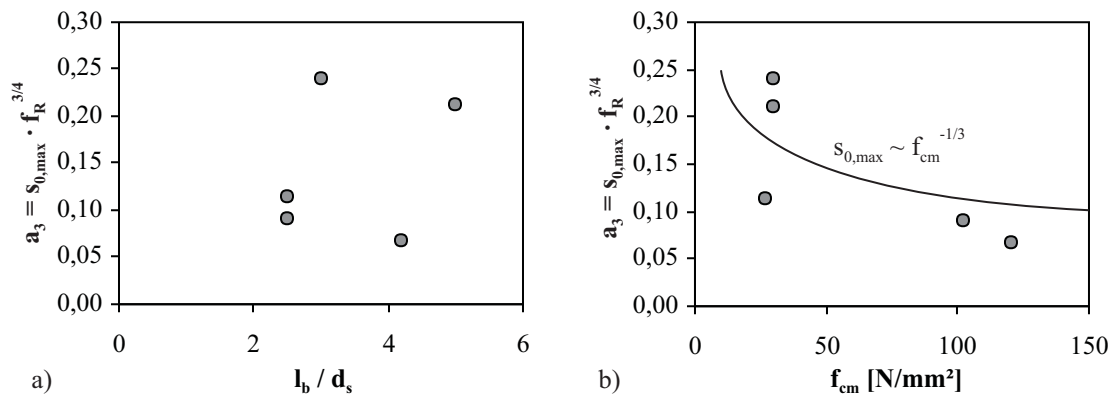 0,30
0,25
0,20
0,15
0,10
0,05
0,00
a₃ = s₀,max · f_R^3/4
0 2 4 6
l_b / d_s
a)
0,30
0,25
0,20
0,15
0,10
0,05
0,00
a₃ = s₀,max · f_R^3/4
s₀,max ~ f_cm^-1/3
0 50 100 150
f_cm [N/mm²]
b)